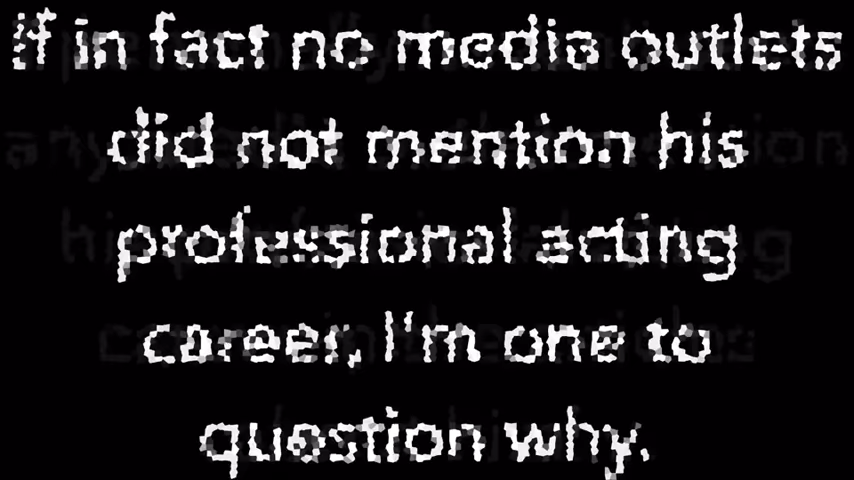 if in fact no media outlets
did not mention his
professional acting
career, I'm one to
question why.